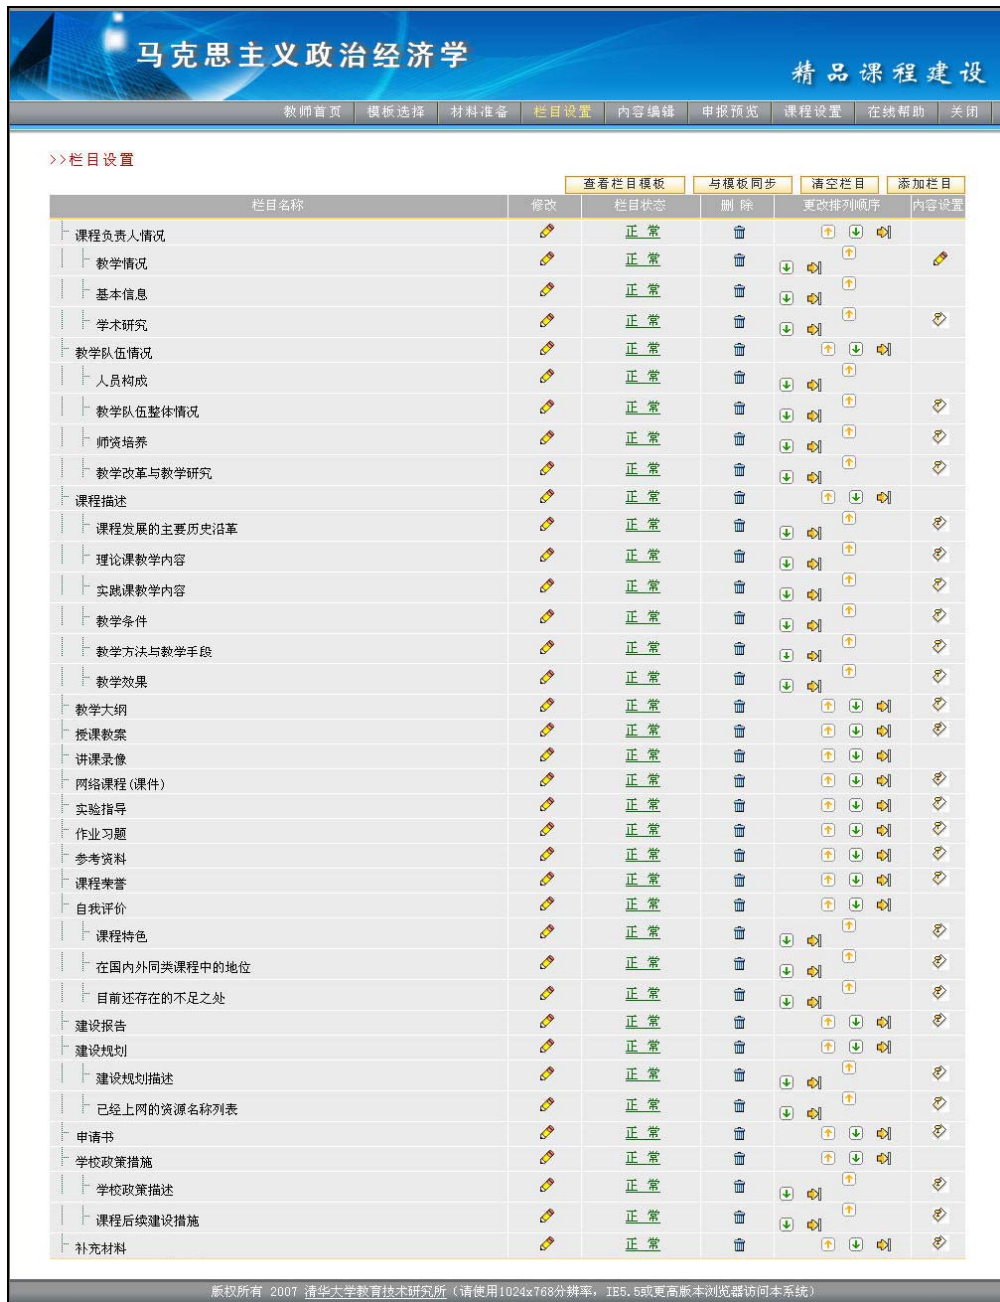 马克思主义政治经济学
精品课程建设
教师首页 模板选择 材料准备 栏目设置 内容编辑 申报预览 课程设置 在线帮助 关闭
>>栏目设置
查看栏目模板 与模板同步 清空栏目 添加栏目
栏目名称 修改 栏目状态 删 除 更改排列顺序 内容设置
课程负责人情况 正 常
教学情况 正 常
基本信息 正 常
学术研究 正 常
教学队伍情况 正 常
人员构成 正 常
教学队伍整体情况 正 常
师资培养 正 常
教学改革与教学研究 正 常
课程描述 正 常
课程发展的主要历史沿革 正 常
理论课教学内容 正 常
实践课教学内容 正 常
教学条件 正 常
教学方法与教学手段 正 常
教学效果 正 常
教学大纲 正 常
授课教案 正 常
讲课录像 正 常
网络课程(课件) 正 常
实验指导 正 常
作业习题 正 常
参考资料 正 常
课程荣誉 正 常
自我评价 正 常
课程特色 正 常
在国内外同类课程中的地位 正 常
目前还存在的不足之处 正 常
建设报告 正 常
建设规划 正 常
建设规划描述 正 常
已经上网的资源名称列表 正 常
申请书 正 常
学校政策措施 正 常
学校政策描述 正 常
课程后续建设措施 正 常
补充材料 正 常
版权所有 2007 清华大学教育技术研究所（请使用1024x768分辨率, IE5.5或更高版本浏览器访问本系统）